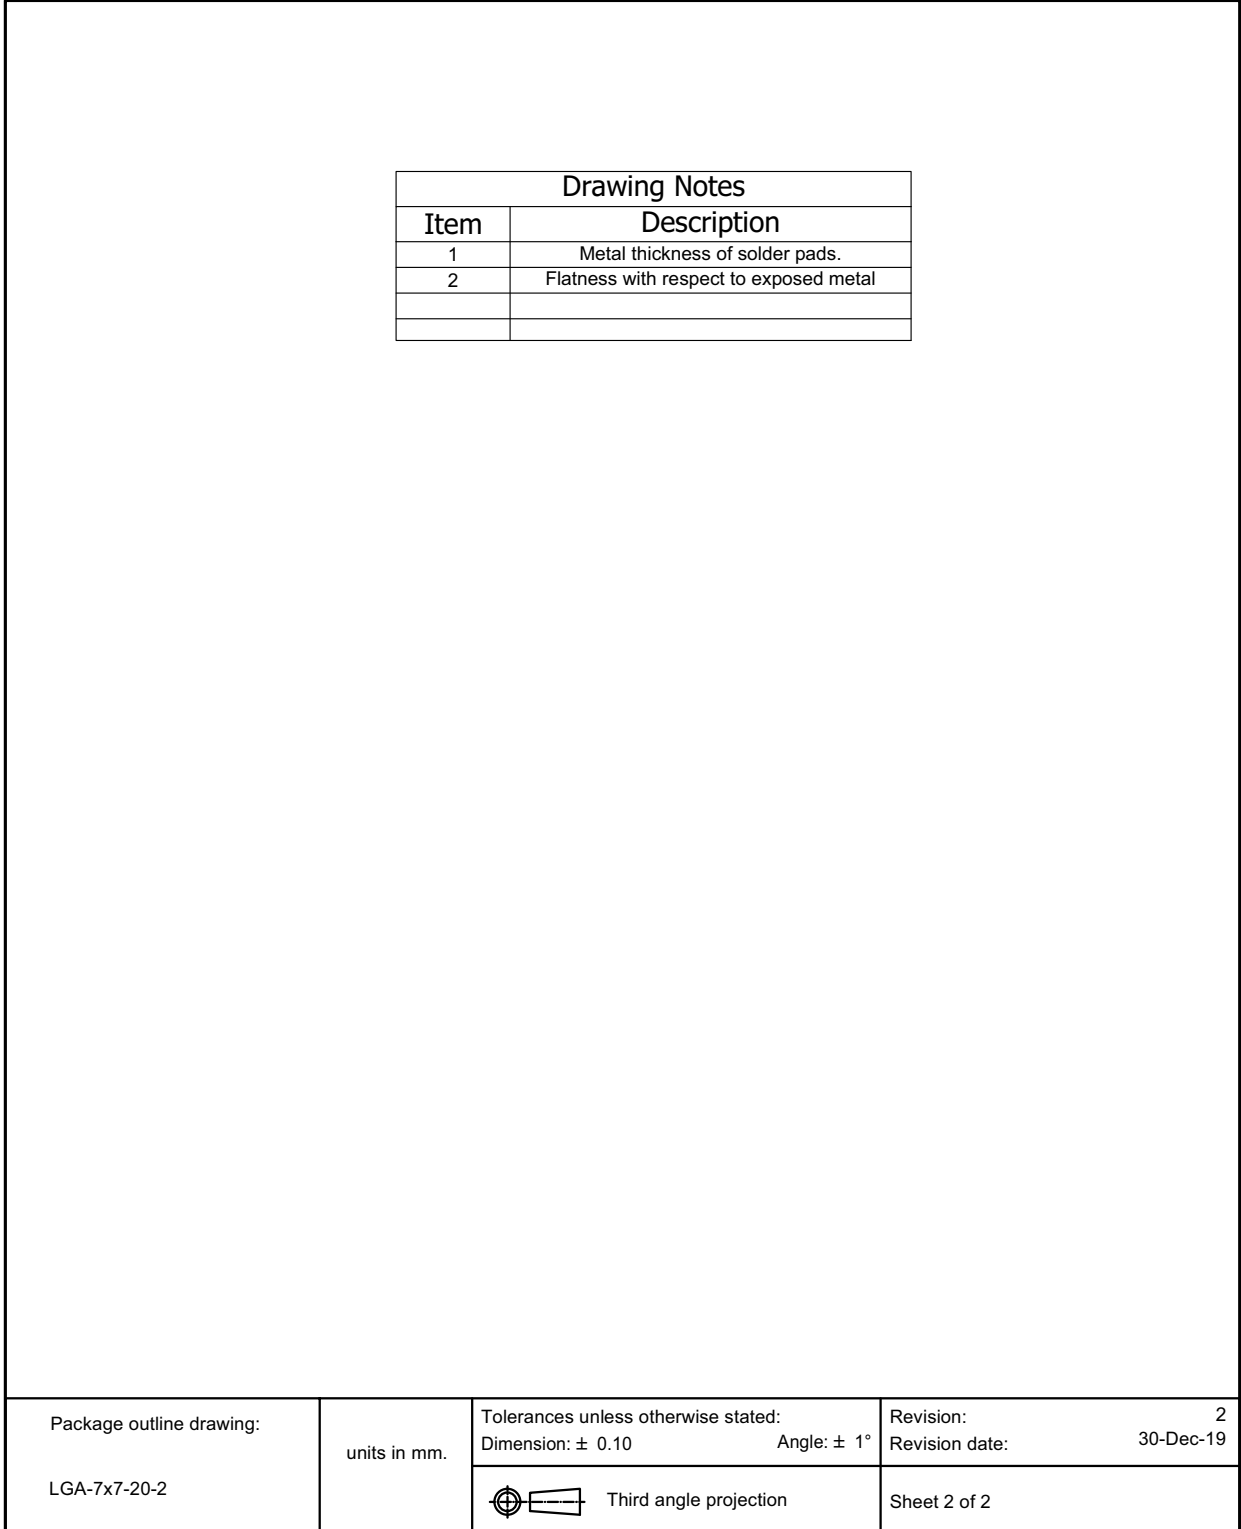 Drawing Notes
Item Description
1 Metal thickness of solder pads.
2 Flatness with respect to exposed metal
Package outline drawing:
LGA-7x7-20-2
units in mm.
Tolerances unless otherwise stated:
Dimension: ± 0.10 Angle: ± 1°
Third angle projection
Revision: 2
Revision date: 30-Dec-19
Sheet 2 of 2